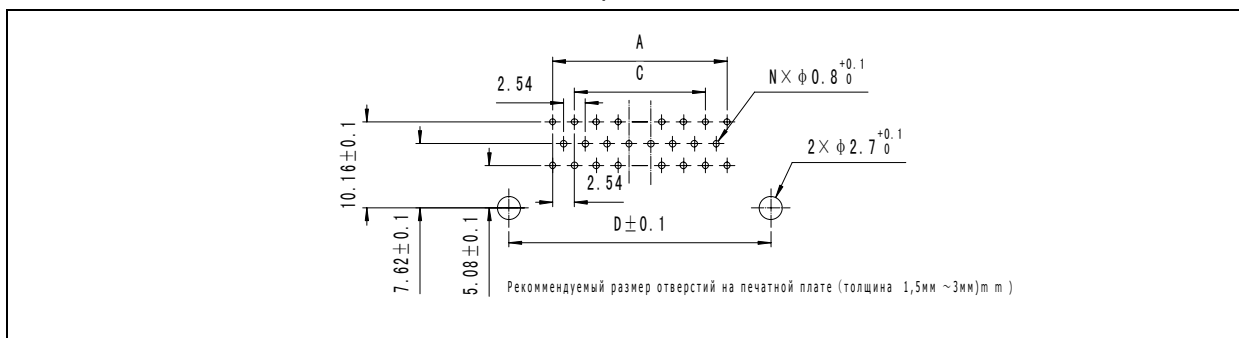 A
C
2.54
N×φ0.8 +0.1 0
2×φ2.7 +0.1 0
10.16±0.1
2.54
D±0.1
7.62±0.1
5.08±0.1
Рекоммендуемый размер отверстий на печатной плате (толщина 1,5мм ~3мм)m m )